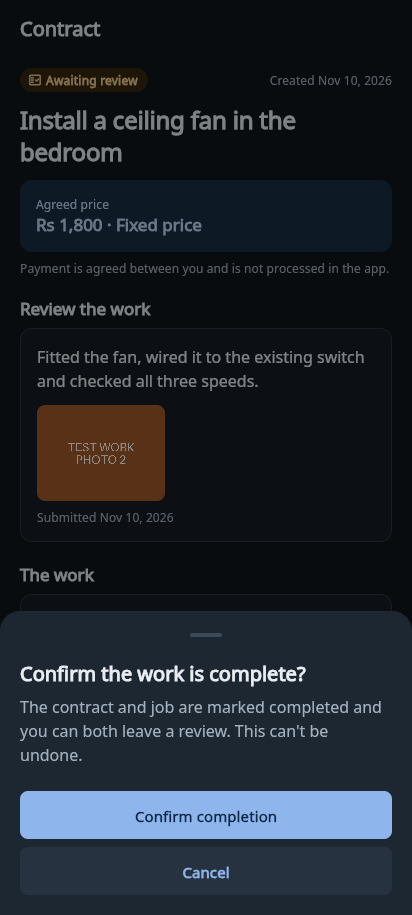 Contract
Awaiting review
Created Nov 10, 2026
Install a ceiling fan in the
bedroom
Agreed price
Rs 1,800 · Fixed price
Payment is agreed between you and is not processed in the app.
Review the work
Fitted the fan, wired it to the existing switch
and checked all three speeds.
TEST WORK
PHOTO 2
Submitted Nov 10, 2026
The work
Confirm the work is complete?
The contract and job are marked completed and
you can both leave a review. This can't be
undone.
Confirm completion
Cancel